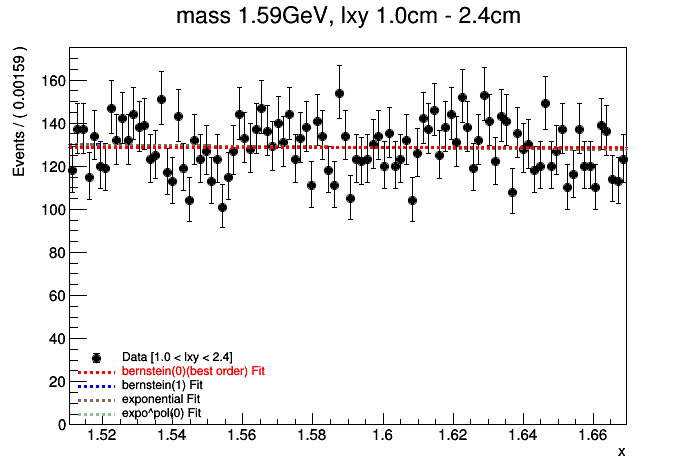 mass 1.59GeV, lxy 1.0cm - 2.4cm
Events / ( 0.00159 )
160
140
120
100
80
60
40
20
0
Data [1.0 < lxy < 2.4]
bernstein(0)(best order) Fit
bernstein(1) Fit
exponential Fit
expo^pol(0) Fit
1.52 1.54 1.56 1.58 1.6 1.62 1.64 1.66
x